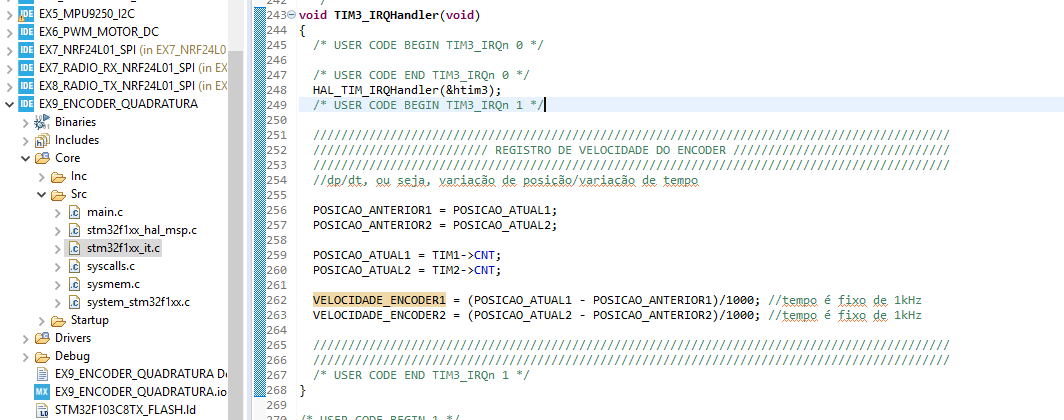 EX5_MPU9250_I2C
EX6_PWM_MOTOR_DC
EX7_NRF24L01_SPI (in EX7_NRF24L
EX7_RADIO_RX_NRF24L01_SPI (in EX
EX8_RADIO_TX_NRF24L01_SPI (in EX
EX9_ENCODER_QUADRATURA
Binaries
Includes
Core
Inc
Src
main.c
stm32f1xx_hal_msp.c
stm32f1xx_it.c
syscalls.c
sysmem.c
system_stm32f1xx.c
Startup
Drivers
Debug
EX9_ENCODER_QUADRATURA De
EX9_ENCODER_QUADRATURA.io
STM32F103C8TX_FLASH.ld
243 void TIM3_IRQHandler(void)
244 {
245 /* USER CODE BEGIN TIM3_IRQn 0 */
246
247 /* USER CODE END TIM3_IRQn 0 */
248 HAL_TIM_IRQHandler(&htim3);
249 /* USER CODE BEGIN TIM3_IRQn 1 */
250
251 ///////////////////////////////////////////////////////////////////////////////////////////
252 ///////////////////////// REGISTRO DE VELOCIDADE DO ENCODER ///////////////////////////////
253 ///////////////////////////////////////////////////////////////////////////////////////////
254 //dp/dt, ou seja, variação de posição/variação de tempo
255
256 POSICAO_ANTERIOR1 = POSICAO_ATUAL1;
257 POSICAO_ANTERIOR2 = POSICAO_ATUAL2;
258
259 POSICAO_ATUAL1 = TIM1->CNT;
260 POSICAO_ATUAL2 = TIM2->CNT;
261
262 VELOCIDADE_ENCODER1 = (POSICAO_ATUAL1 - POSICAO_ANTERIOR1)/1000; //tempo é fixo de 1kHz
263 VELOCIDADE_ENCODER2 = (POSICAO_ATUAL2 - POSICAO_ANTERIOR2)/1000; //tempo é fixo de 1kHz
264
265 ///////////////////////////////////////////////////////////////////////////////////////////
266 ///////////////////////////////////////////////////////////////////////////////////////////
267 /* USER CODE END TIM3_IRQn 1 */
268 }
269
270 /* USER CODE BEGIN 1 */